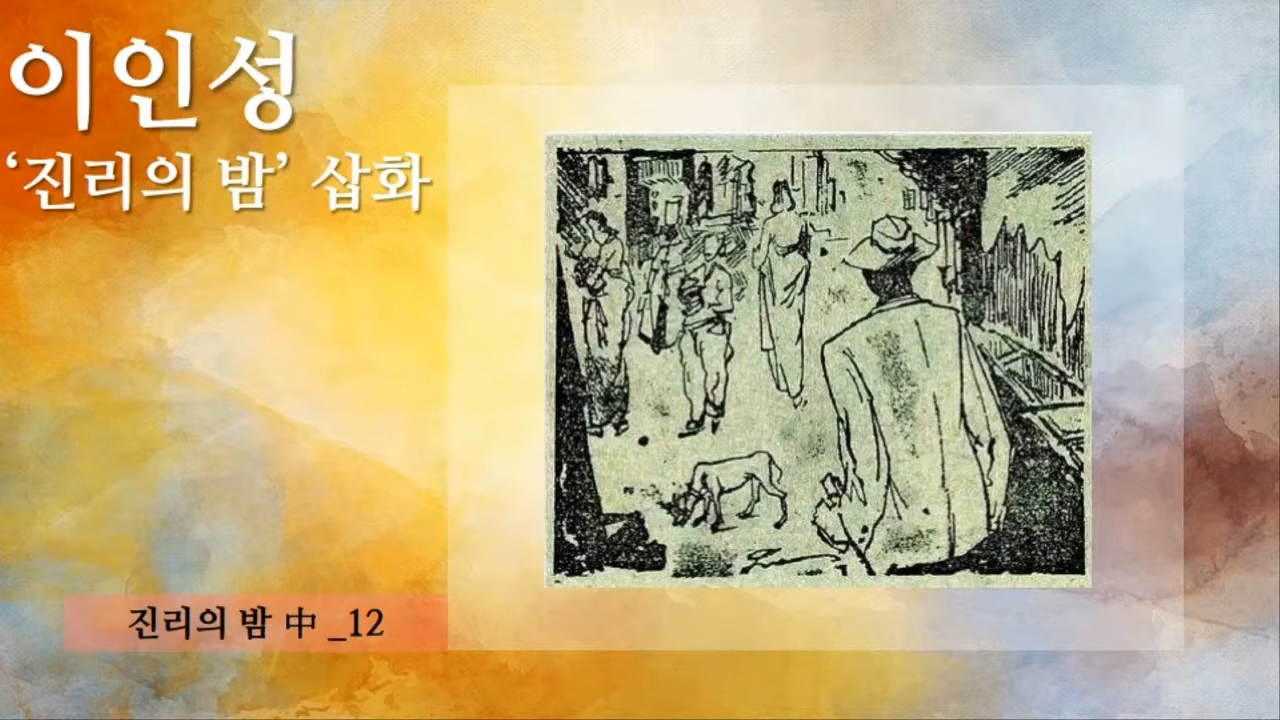 이인성
‘진리의 밤’ 삽화
진리의 밤 中 _12